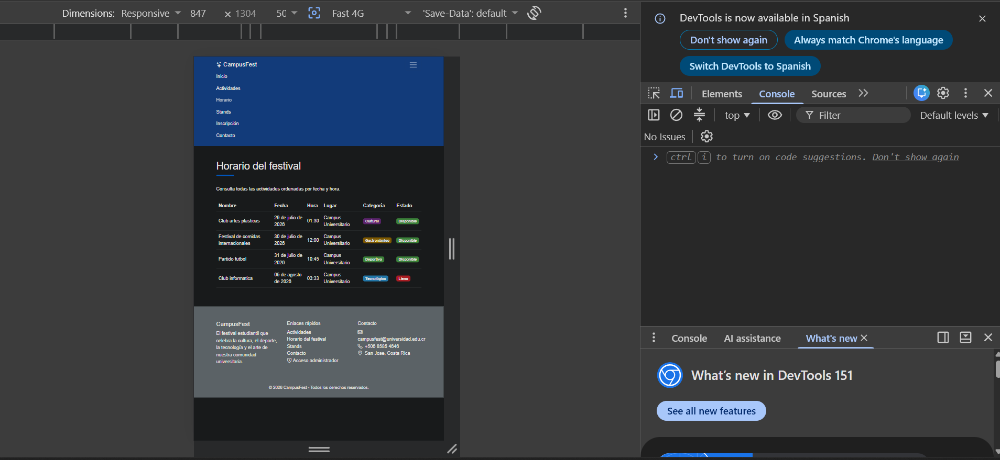 Dimensions: Responsive 847 × 1304 50 Fast 4G 'Save-Data': default
CampusFest
Inicio
Actividades
Horario
Stands
Inscripción
Contacto
Horario del festival
Consulta todas las actividades ordenadas por fecha y hora.
Nombre Fecha Hora Lugar Categoría Estado
Club artes plasticas 29 de julio de 2026 01:30 Campus Universitario Cultural Disponible
Festival de comidas internacionales 30 de julio de 2026 12:00 Campus Universitario Gastronómico Disponible
Partido futbol 31 de julio de 2026 10:45 Campus Universitario Deportivo Disponible
Club informatica 05 de agosto de 2026 03:33 Campus Universitario Tecnológico Lleno
CampusFest
El festival estudiantil que
celebra la cultura, el deporte,
la tecnología y el arte de
nuestra comunidad
universitaria.
Enlaces rápidos
Actividades
Horario del festival
Stands
Contacto
Acceso administrador
Contacto
campusfest@universidad.edu.cr
+506 8585 4646
San Jose, Costa Rica
© 2026 CampusFest - Todos los derechos reservados.
DevTools is now available in Spanish
Don't show again Always match Chrome's language
Switch DevTools to Spanish
Elements Console Sources
top Filter Default levels
No Issues
ctrl i to turn on code suggestions. Don't show again
Console AI assistance What's new
What's new in DevTools 151
See all new features